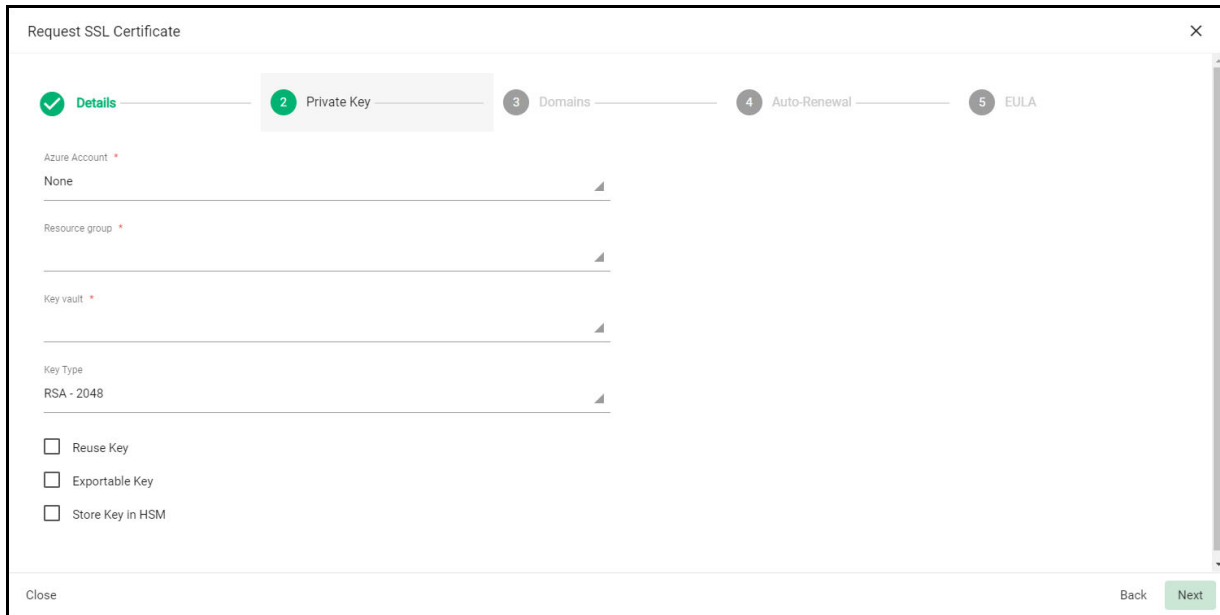 Request SSL Certificate
Details 2 Private Key 3 Domains 4 Auto-Renewal 5 EULA
Azure Account *
None
Resource group *
Key vault *
Key Type
RSA - 2048
Reuse Key
Exportable Key
Store Key in HSM
Close Back Next